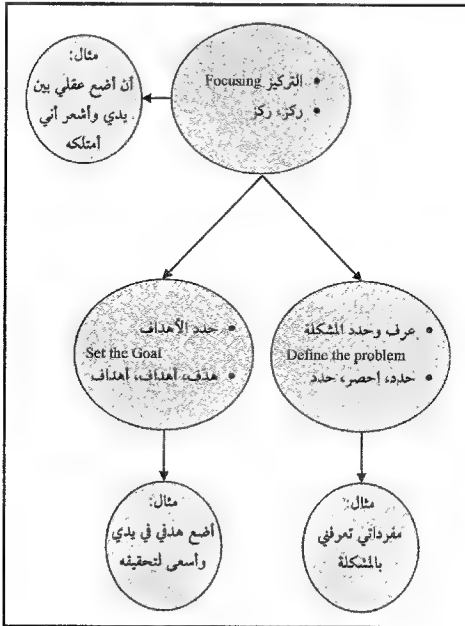 • التركيز Focusing
• ركز، ركز
مثال:
أن أضع عقلي بين
يدي وأشعر أني
أمتلكه
• عرف وحدد المشكلة
Define the problem
• حدد، إحصر، حدد
• حدد الأهداف
Set the Goal
• هدف، أهداف، أهداف
مثال:
مفرداتي تعرفني
بالمشكلة
مثال:
أضع هدفي في يدي
وأسعى لتحقيقه